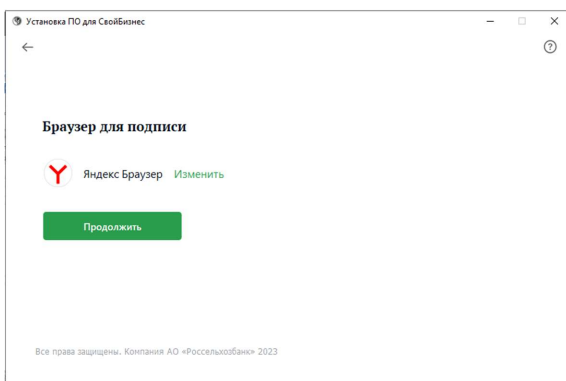 Установка ПО для СвойБизнес
Браузер для подписи
Яндекс Браузер Изменить
Продолжить
Все права защищены. Компания АО «Россельхозбанк» 2023